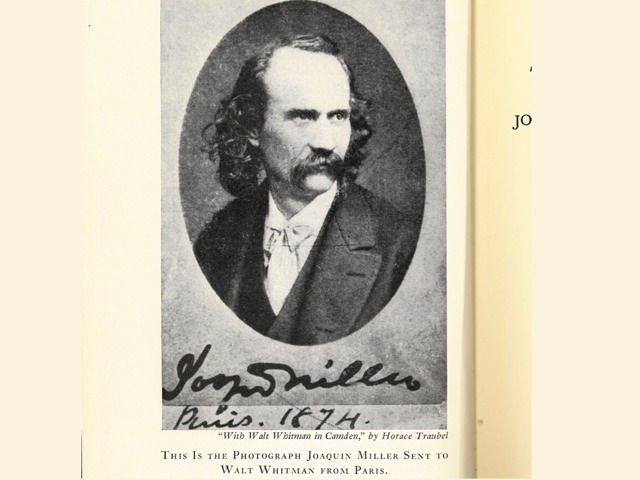 Joaquin Miller
Paris. 1874.
"With Walt Whitman in Camden," by Horace Traubel
THIS IS THE PHOTOGRAPH JOAQUIN MILLER SENT TO
WALT WHITMAN FROM PARIS.
JO